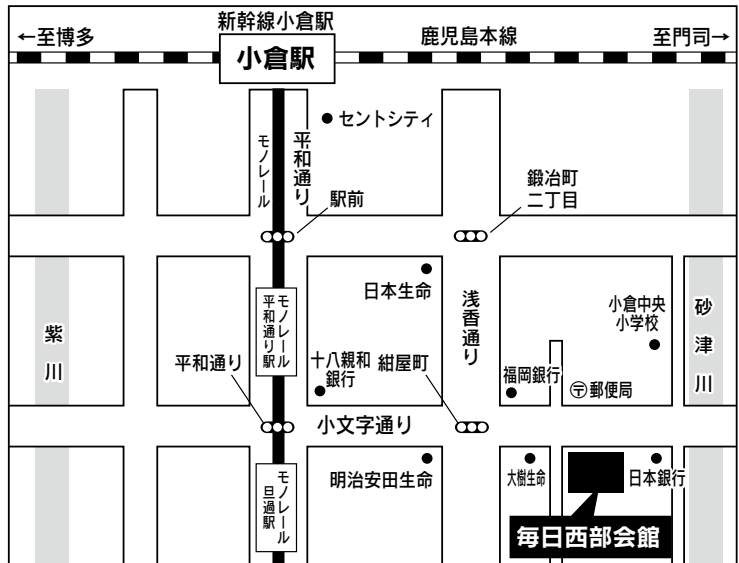 新幹線小倉駅
←至博多
小倉駅
鹿児島本線
至門司→
セントシティ
モノレール
平和通り
駅前
鍛冶町
二丁目
日本生命
浅香通り
小倉中央
小学校
紫川
砂津川
モノレール
平和通り駅
平和通り
十八親和
銀行
紺屋町
福岡銀行
〒郵便局
小文字通り
モノレール
旦過駅
明治安田生命
大樹生命
日本銀行
毎日西部会館